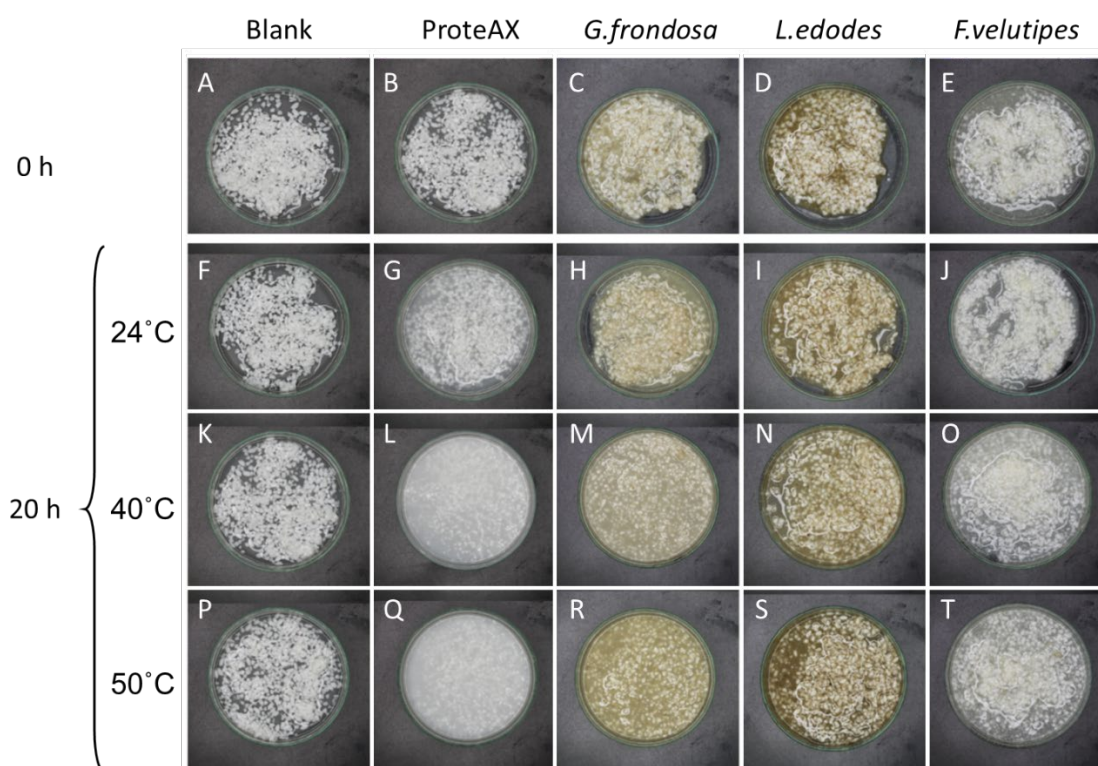 Blank ProteAX G.frondosa L.edodes F.velutipes
0 h A B C D E
24°C F G H I J
20 h 40°C K L M N O
50°C P Q R S T